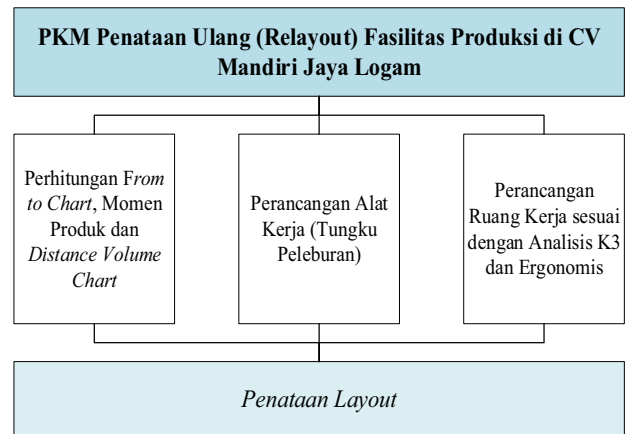 PKM Penataan Ulang (Relayout) Fasilitas Produksi di CV
Mandiri Jaya Logam
Perhitungan From
to Chart, Momen
Produk dan
Distance Volume
Chart
Perancangan Alat
Kerja (Tungku
Peleburan)
Perancangan
Ruang Kerja sesuai
dengan Analisis K3
dan Ergonomis
Penataan Layout